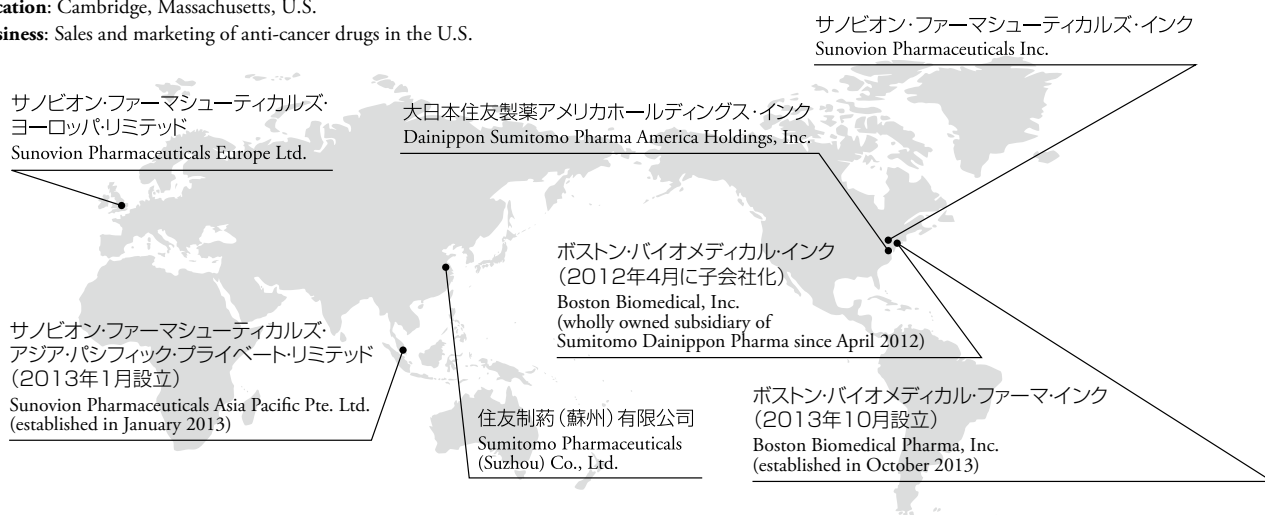 cation: Cambridge, Massachusetts, U.S.
siness: Sales and marketing of anti-cancer drugs in the U.S.
サノビオン・ファーマシューティカルズ・インク
Sunovion Pharmaceuticals Inc.
サノビオン・ファーマシューティカルズ・
ヨーロッパ・リミテッド
Sunovion Pharmaceuticals Europe Ltd.
大日本住友製薬アメリカホールディングス・インク
Dainippon Sumitomo Pharma America Holdings, Inc.
ボストン・バイオメディカル・インク
（2012年4月に子会社化）
Boston Biomedical, Inc.
(wholly owned subsidiary of
Sumitomo Dainippon Pharma since April 2012)
サノビオン・ファーマシューティカルズ・
アジア・パシフィック・プライベート・リミテッド
（2013年1月設立）
Sunovion Pharmaceuticals Asia Pacific Pte. Ltd.
(established in January 2013)
住友制葯（蘇州）有限公司
Sumitomo Pharmaceuticals
(Suzhou) Co., Ltd.
ボストン・バイオメディカル・ファーマ・インク
（2013年10月設立）
Boston Biomedical Pharma, Inc.
(established in October 2013)